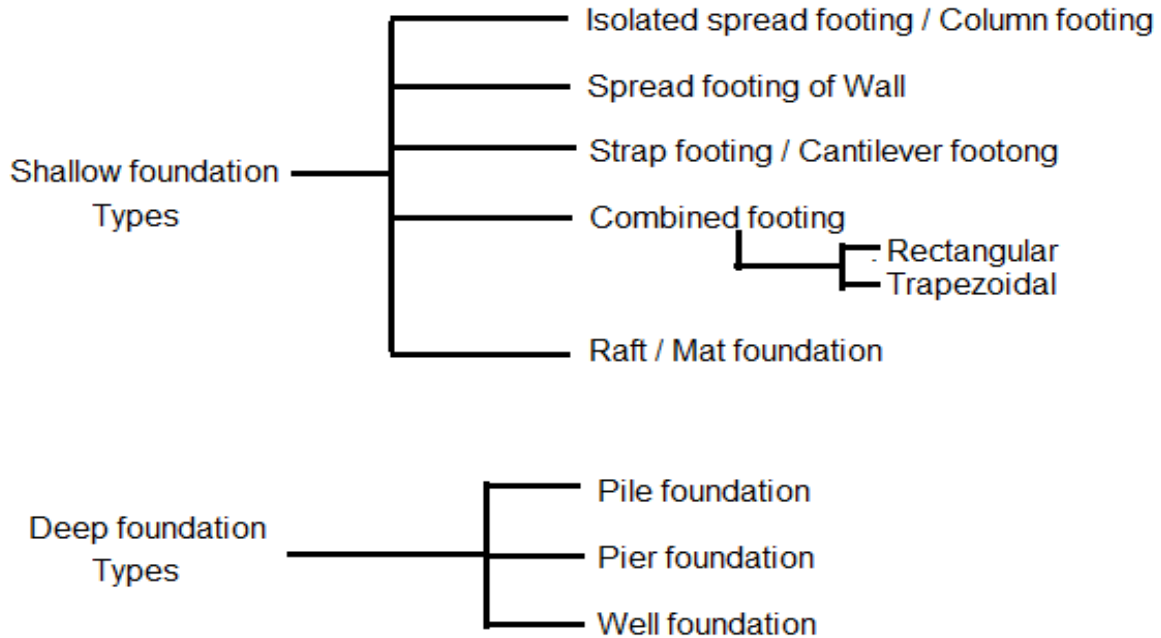 Isolated spread footing / Column footing
Spread footing of Wall
Strap footing / Cantilever footong
Shallow foundation
Types
Combined footing
Rectangular
Trapezoidal
Raft / Mat foundation
Pile foundation
Deep foundation
Types
Pier foundation
Well foundation